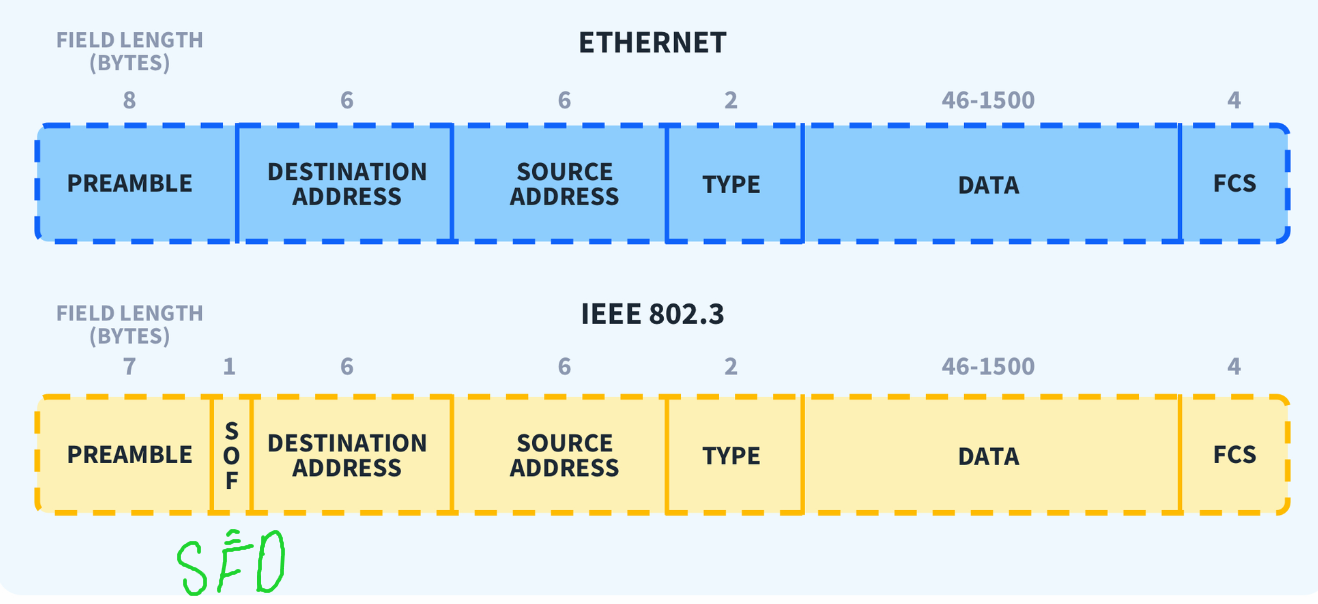 FIELD LENGTH
(BYTES)
ETHERNET
8 6 6 2 46-1500 4
PREAMBLE DESTINATION ADDRESS SOURCE ADDRESS TYPE DATA FCS
FIELD LENGTH
(BYTES)
IEEE 802.3
7 1 6 6 2 46-1500 4
PREAMBLE SOF DESTINATION ADDRESS SOURCE ADDRESS TYPE DATA FCS
SFD